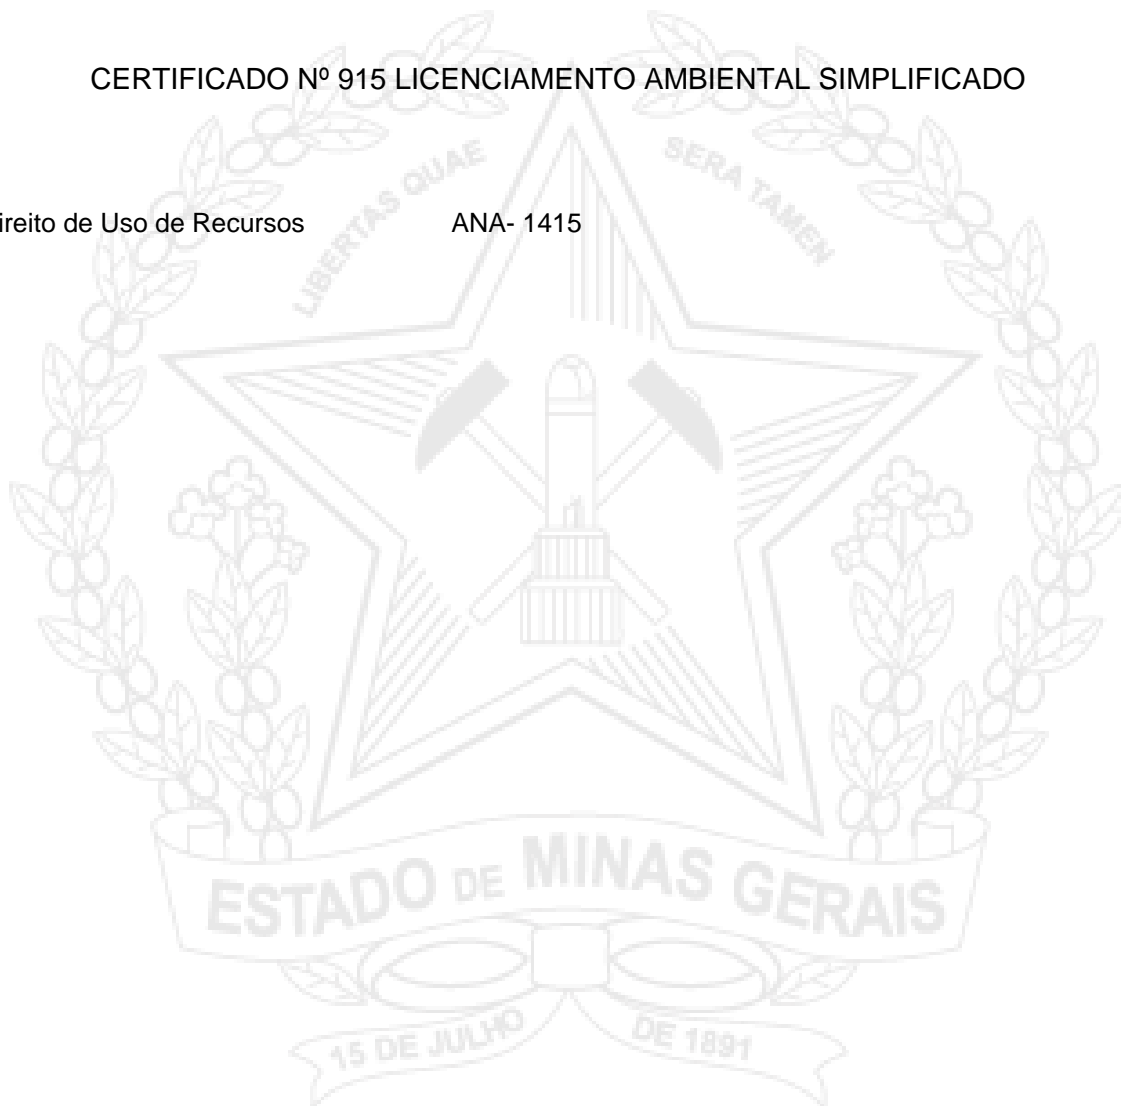 CERTIFICADO Nº 915 LICENCIAMENTO AMBIENTAL SIMPLIFICADO
LIBERTAS QUAE SERA TAMEN
ireito de Uso de Recursos ANA- 1415
ESTADO DE MINAS GERAIS
15 DE JULHO DE 1891